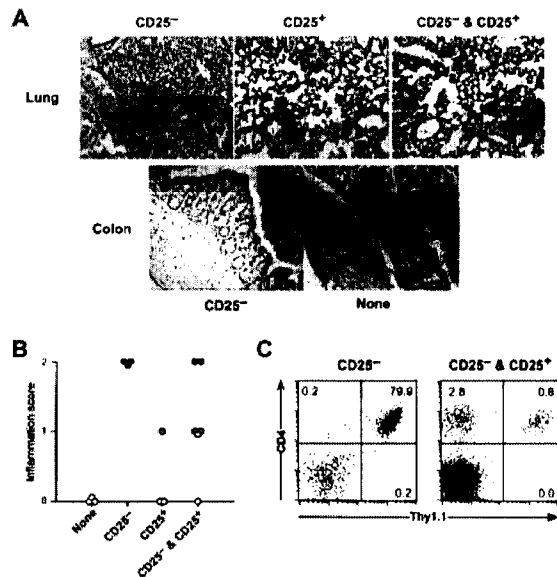 A
CD25⁻ CD25⁺ CD25⁻ & CD25⁺
Lung
Colon
CD25⁻ None
B
Inflammation score
2
1
0
None CD25⁻ CD25⁺ CD25⁻ & CD25⁺
C
CD25⁻ CD25⁻ & CD25⁺
0.2 79.9 2.8 0.8
CD4
0.2 0.0
Thy1.1